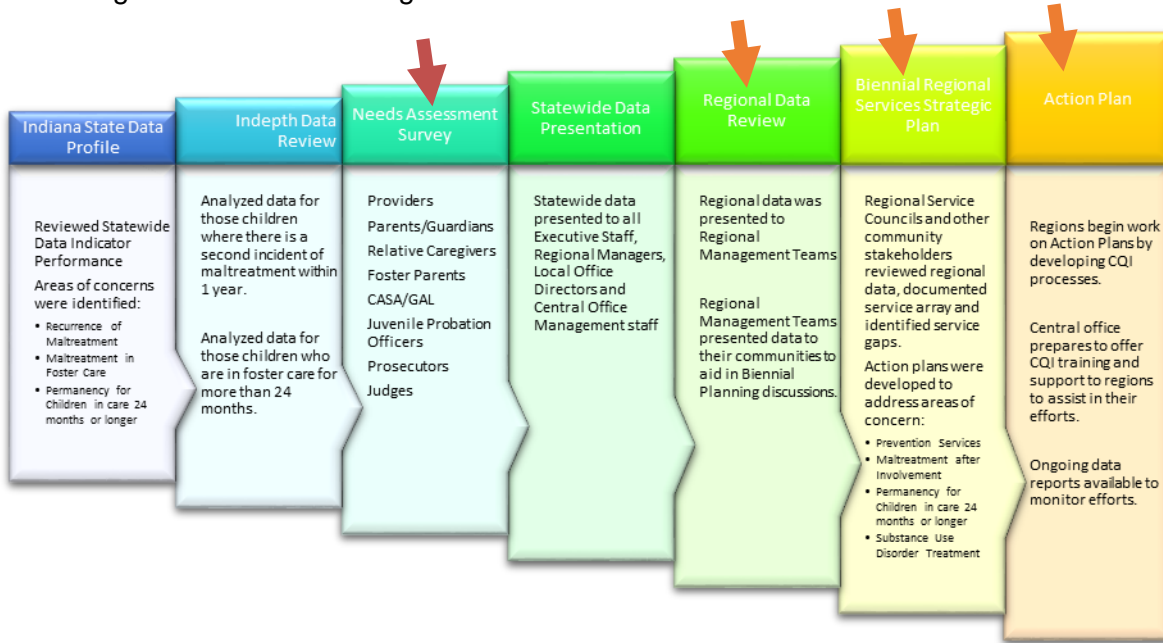 Indiana State Data
Profile
Reviewed Statewide
Data Indicator
Performance
Areas of concerns
were identified:
• Recurrence of
Maltreatment
• Maltreatment in
Foster Care
• Permanency for
Children in care 24
months or longer
Indepth Data
Review
Analyzed data for
those children
where there is a
second incident of
maltreatment within
1 year.
Analyzed data for
those children who
are in foster care for
more than 24
months.
Needs Assessment
Survey
Providers
Parents/Guardians
Relative Caregivers
Foster Parents
CASA/GAL
Juvenile Probation
Officers
Prosecutors
Judges
Statewide Data
Presentation
Statewide data
presented to all
Executive Staff,
Regional Managers,
Local Office
Directors and
Central Office
Management staff
Regional Data
Review
Regional data was
presented to
Regional
Management Teams
Regional
Management Teams
presented data to
their communities to
aid in Biennial
Planning discussions.
Biennial Regional
Services Strategic
Plan
Regional Service
Councils and other
community
stakeholders
reviewed regional
data, documented
service array and
identified service
gaps.
Action plans were
developed to
address areas of
concern:
• Prevention Services
• Maltreatment after
Involvement
• Permanency for
Children in care 24
months or longer
• Substance Use
Disorder Treatment
Action Plan
Regions begin work
on Action Plans by
developing CQI
processes.
Central office
prepares to offer
CQI training and
support to regions
to assist in their
efforts.
Ongoing data
reports available to
monitor efforts.